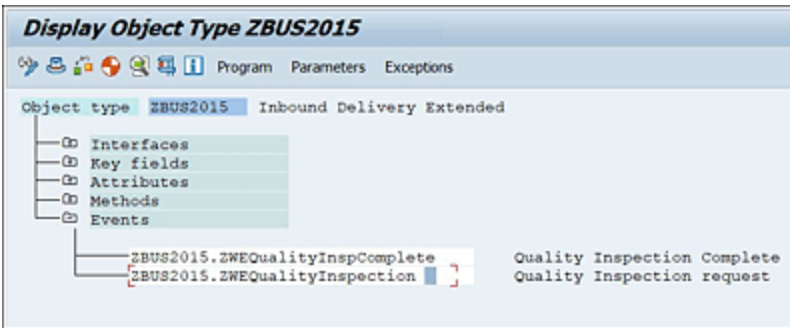 Display Object Type ZBUS2015
Program Parameters Exceptions
Object type ZBUS2015 Inbound Delivery Extended
Interfaces
Key fields
Attributes
Methods
Events
ZBUS2015.ZWEQualityInspComplete Quality Inspection Complete
ZBUS2015.ZWEQualityInspection Quality Inspection request